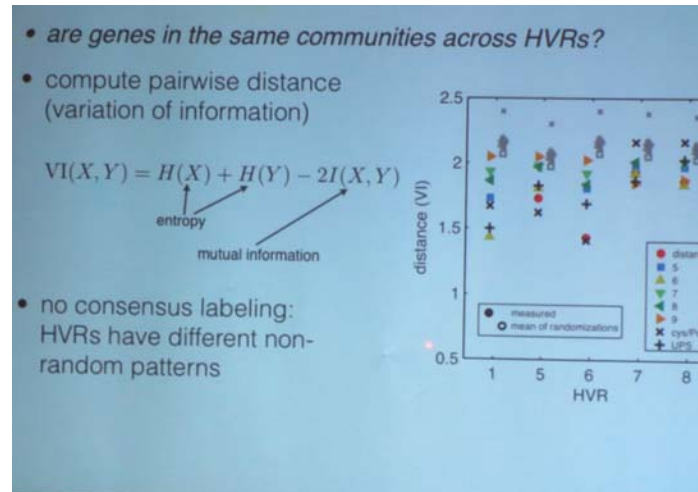 • are genes in the same communities across HVRs?
• compute pairwise distance
(variation of information)
VI(X, Y) = H(X) + H(Y) − 2I(X, Y)
entropy
mutual information
• no consensus labeling:
HVRs have different non-
random patterns
2.5
2
1.5
1
0.5
distance (VI)
1 5 6 7 8
HVR
measured
mean of randomizations
5
6
7
8
9
UPS